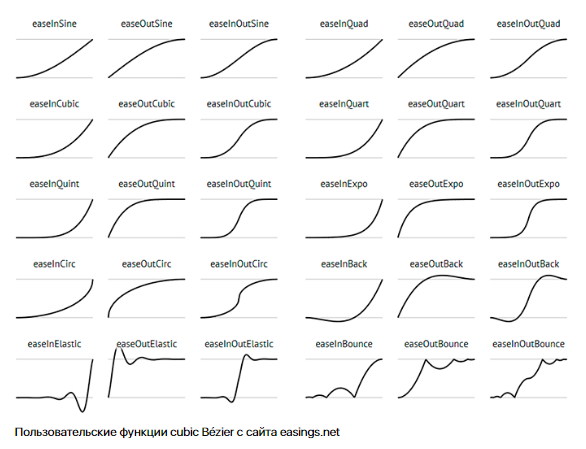 easeInSine easeOutSine easeInOutSine easeInQuad easeOutQuad easeInOutQuad
easeInCubic easeOutCubic easeInOutCubic easeInQuart easeOutQuart easeInOutQuart
easeInQuint easeOutQuint easeInOutQuint easeInExpo easeOutExpo easeInOutExpo
easeInCirc easeOutCirc easeInOutCirc easeInBack easeOutBack easeInOutBack
easeInElastic easeOutElastic easeInOutElastic easeInBounce easeOutBounce easeInOutBounce
Пользовательские функции cubic Bézier с сайта easings.net